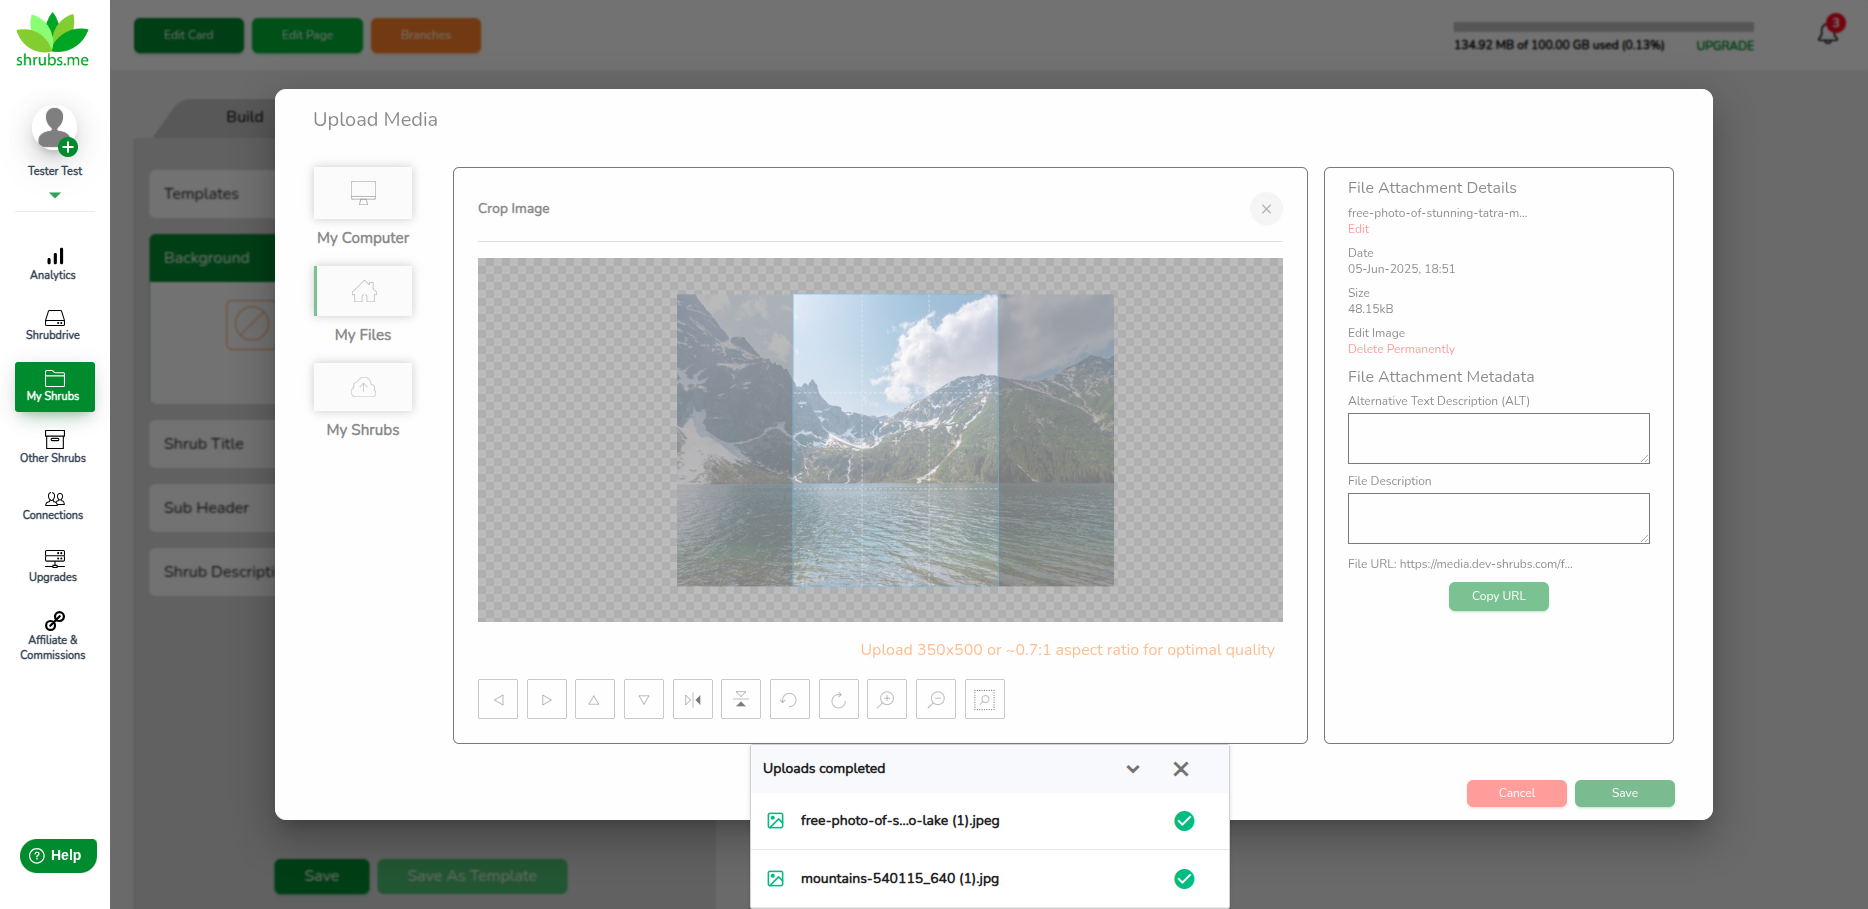 shrubs.me
Tester Test
Analytics
Shrubdrive
My Shrubs
Other Shrubs
Connections
Upgrades
Affiliate &
Commissions
Help
Edit Card
Edit Page
Branches
134.92 MB of 100.00 GB used (0.13%)
UPGRADE
3
Build
Templates
Background
Shrub Title
Sub Header
Shrub Descripti
Save
Save As Template
Upload Media
My Computer
My Files
My Shrubs
Crop Image
Upload 350x500 or ~0.7:1 aspect ratio for optimal quality
File Attachment Details
free-photo-of-stunning-tatra-m...
Edit
Date
05-Jun-2025, 18:51
Size
48.15kB
Edit Image
Delete Permanently
File Attachment Metadata
Alternative Text Description (ALT)
File Description
File URL: https://media.dev-shrubs.com/f...
Copy URL
Cancel
Save
Uploads completed
free-photo-of-s...o-lake (1).jpeg
mountains-540115_640 (1).jpg